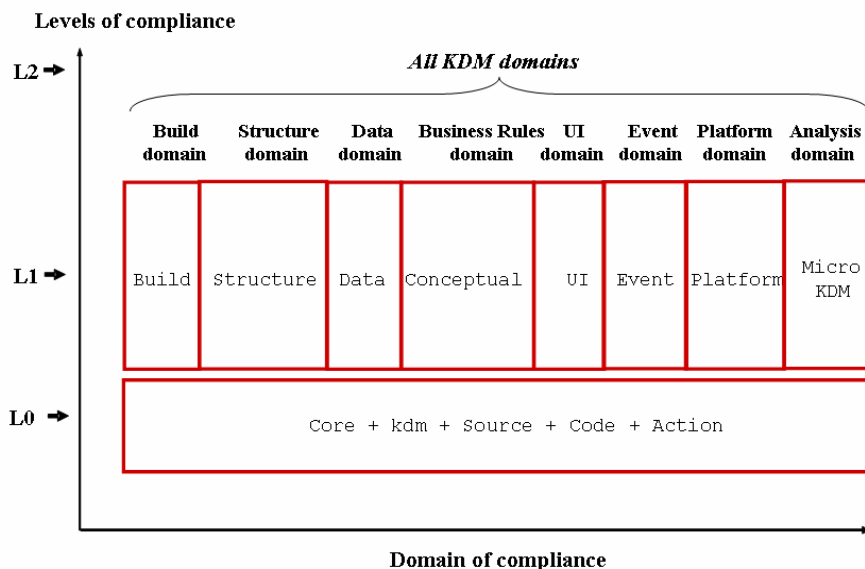 Levels of compliance
L2
All KDM domains
Build domain
Structure domain
Data domain
Business Rules domain
UI domain
Event domain
Platform domain
Analysis domain
L1
Build
Structure
Data
Conceptual
UI
Event
Platform
Micro
KDM
L0
Core + kdm + Source + Code + Action
Domain of compliance